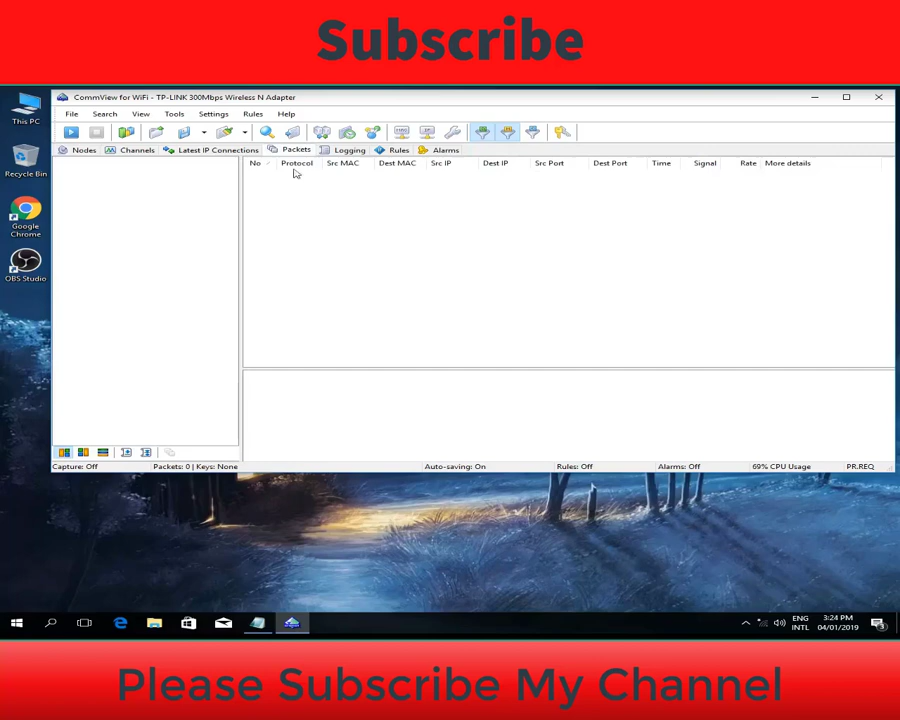 Subscribe
CommView for WiFi - TP-LINK 300Mbps Wireless N Adapter
File Search View Tools Settings Rules Help
Nodes Channels Latest IP Connections Packets Logging Rules Alarms
No Protocol Src MAC Dest MAC Src IP Dest IP Src Port Dest Port Time Signal Rate More details
This PC
Recycle Bin
Google
Chrome
OBS Studio
Capture: Off Packets: 0 | Keys: None Auto-saving: On Rules: Off Alarms: Off 69% CPU Usage PR.REQ
ENG
INTL
3:24 PM
04/01/2019
3
Please Subscribe My Channel